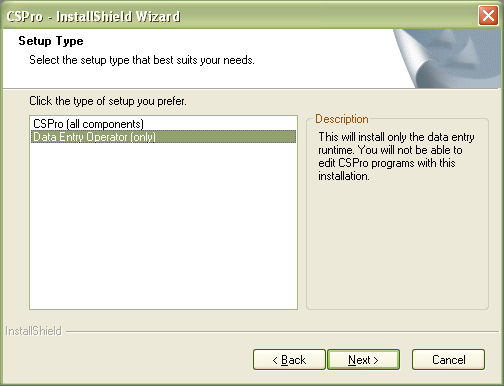 CSPro - InstallShield Wizard
Setup Type
Select the setup type that best suits your needs.
Click the type of setup you prefer.
CSPro (all components)
Data Entry Operator (only)
Description
This will install only the data entry
runtime. You will not be able to
edit CSPro programs with this
installation.
InstallShield
< Back
Next >
Cancel